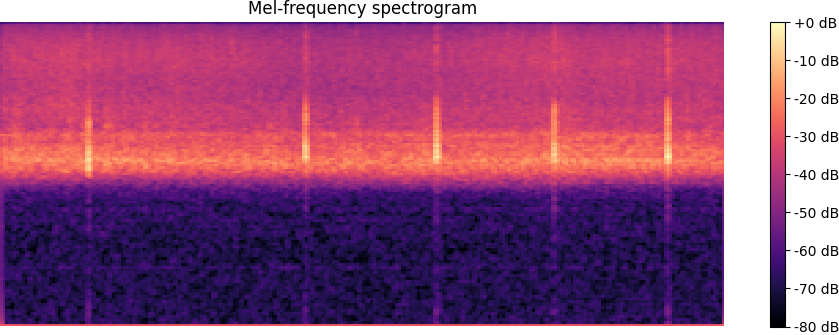 Mel-frequency spectrogram
+0 dB
-10 dB
-20 dB
-30 dB
-40 dB
-50 dB
-60 dB
-70 dB
-80 dB